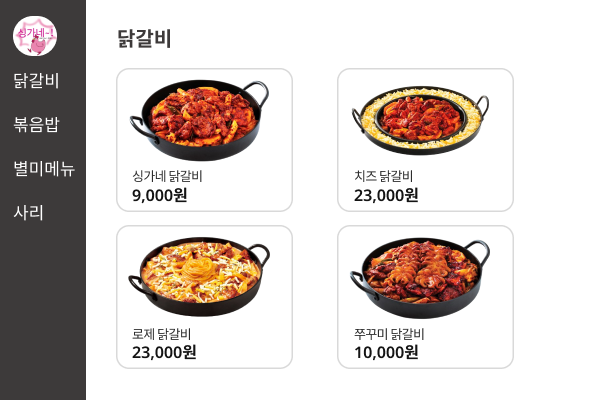 싱가네~!
닭갈비
볶음밥
별미메뉴
사리
닭갈비
싱가네 닭갈비
9,000원
치즈 닭갈비
23,000원
로제 닭갈비
23,000원
쭈꾸미 닭갈비
10,000원